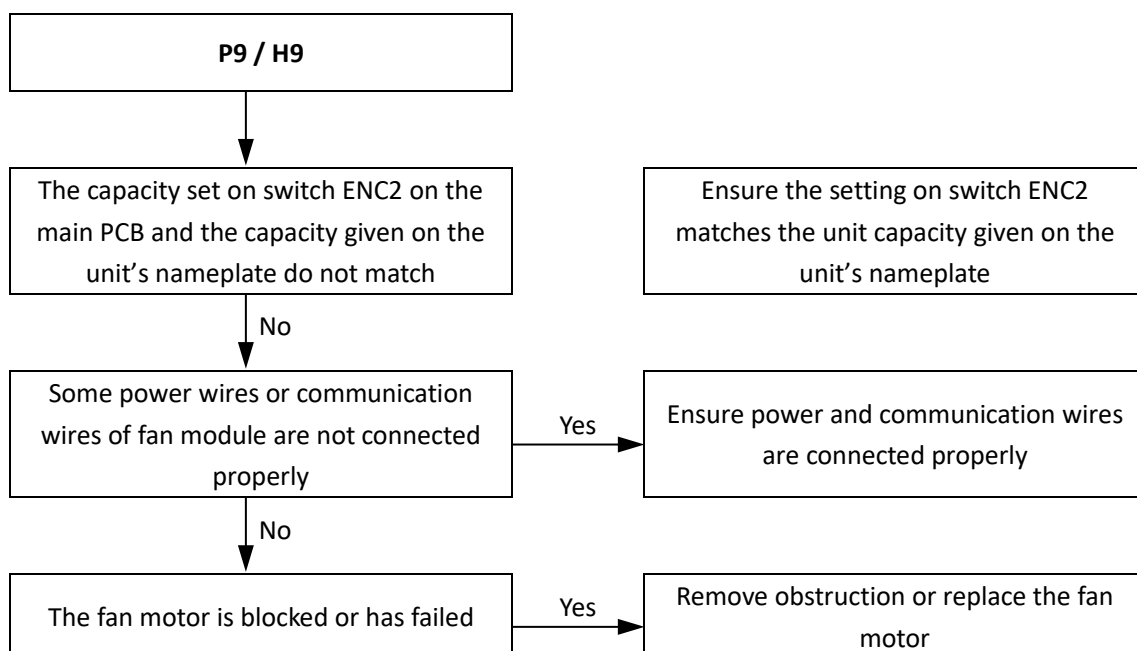 P9 / H9
The capacity set on switch ENC2 on the
main PCB and the capacity given on the
unit’s nameplate do not match
Ensure the setting on switch ENC2
matches the unit capacity given on the
unit’s nameplate
No
Some power wires or communication
wires of fan module are not connected
properly
Yes
Ensure power and communication wires
are connected properly
No
The fan motor is blocked or has failed
Yes
Remove obstruction or replace the fan
motor